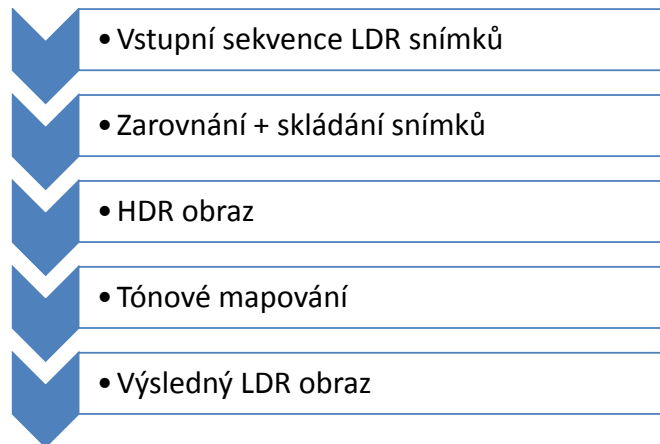 • Vstupní sekvence LDR snímků
• Zarovnání + skládání snímků
• HDR obraz
• Tónové mapování
• Výsledný LDR obraz